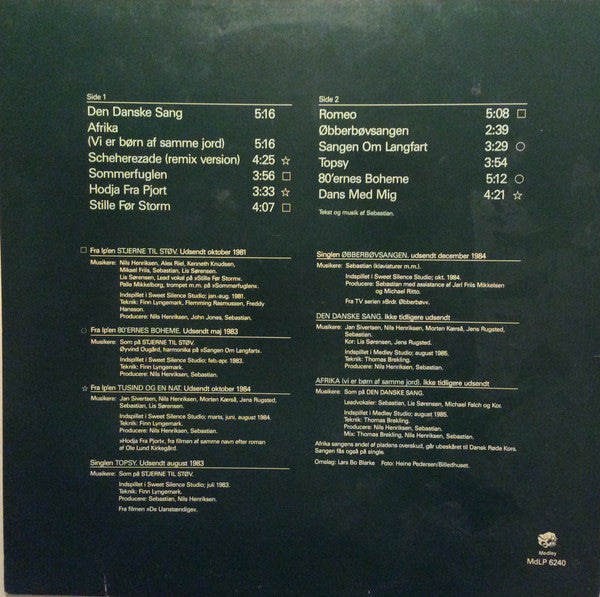 Side 1
Den Danske Sang 5:16
Afrika
(Vi er børn af samme jord) 5:16
Scheherezade (remix version) 4:25 ☆
Sommerfuglen 3:56 □
Hodja Fra Pjort 3:33 ☆
Stille Før Storm 4:07 □
Side 2
Romeo 5:08 □
Øbberbøvsangen 2:39
Sangen Om Langfart 3:29 ○
Topsy 3:54
80'ernes Boheme 5:12 ○
Dans Med Mig 4:21 ☆
Tekst og musik af Sebastian.
□ Fra lp'en STJERNE TIL STØV. Udsendt oktober 1981
Musikere: Nils Henriksen, Alex Riel, Kenneth Knudsen,
Mikael Friis, Sebastian, Lis Sørensen.
Lis Sørensen, Lead vokal på »Stille Før Storm«.
Palle Mikkelborg, trompet m.m. på »Sommerfuglen«.
Indspillet i Sweet Silence Studio; jan.-aug. 1981.
Teknik: Finn Lyngemark, Flemming Rasmussen, Freddy
Hansson.
Producere: Nils Henriksen, John Jones, Sebastian.
○ Fra lp'en 80'ERNES BOHEME. Udsendt maj 1983
Musikere: Som på STJERNE TIL STØV.
Øyvind Ougård, harmonika på »Sangen Om Langfart«.
Indspillet i Sweet Silence Studio; feb-apr. 1983.
Teknik: Finn Lyngemark.
Producere: Nils Henriksen, Sebastian.
☆ Fra lp'en TUSIND OG EN NAT. Udsendt oktober 1984
Musikere: Jan Sivertsen, Nils Henriksen, Morten Kærså, Jens Rugsted,
Sebastian, Lis Sørensen.
Indspillet i Sweet Silence Studio; marts, juni, august 1984.
Teknik: Finn Lyngemark.
Producere: Nils Henriksen, Sebastian.
»Hodja Fra Pjort«, fra filmen af samme navn efter roman
af Ole Lund Kirkegård.
Singlen TOPSY. Udsendt august 1983
Musikere: Som på STJERNE TIL STØV.
Indspillet i Sweet Silence Studio; juli 1983.
Teknik: Finn Lyngemark.
Producere: Sebastian, Nils Henriksen.
Fra filmen »De Uanstændige«.
Singlen ØBBERBØVSANGEN. udsendt december 1984
Musikere: Sebastian (klaviaturer m.m.).
Indspillet i Sweet Silence Studio; okt. 1984.
Producere: Sebastian med assistance af Jarl Friis Mikkelsen
og Michael Ritto.
Fra TV serien »Brdr. Øbberbøv«.
DEN DANSKE SANG. Ikke tidligere udsendt
Musikere: Jan Sivertsen, Nils Henriksen, Morten Kærså, Jens Rugsted,
Sebastian.
Kor: Lis Sørensen, Jens Rugsted.
Indspillet i Medley Studio; august 1985.
Teknik: Thomas Brekling.
Producere: Nils Henriksen, Sebastian.
AFRIKA (vi er børn af samme jord). Ikke tidligere udsendt
Musikere: Som på DEN DANSKE SANG.
Leadvokaler: Sebastian, Lis Sørensen, Michael Falch og Kor.
Indspillet i Medley Studio; august 1985.
Teknik: Thomas Brekling.
Producere: Nils Henriksen, Sebastian.
Mix: Thomas Brekling, Nils Henriksen, Sebastian.
Afrika sangens andel af pladens overskud, går ubeskåret til Dansk Røde Kors.
Sangen fås også på single.
Omslag: Lars Bo Blarke Foto: Heine Pedersen/Billedhuset.
Medley
MdLP 6240